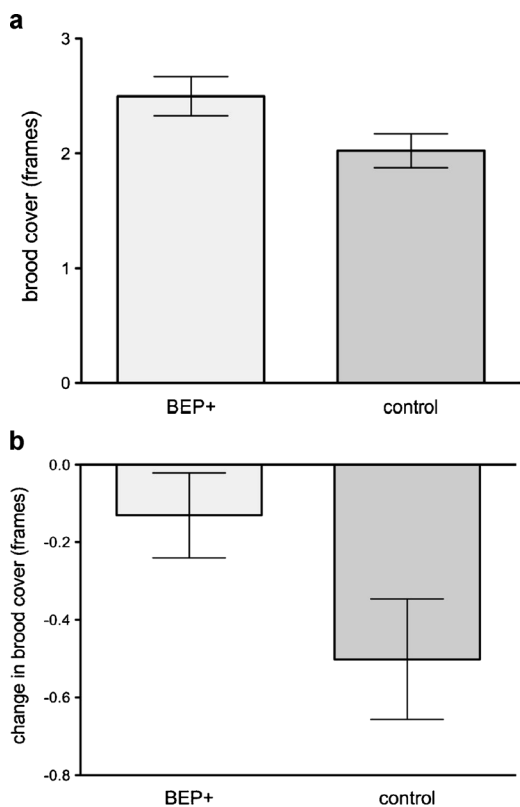 a
brood cover (frames)
3
2
1
0
BEP+ control
b
change in brood cover (frames)
0.0
-0.2
-0.4
-0.6
-0.8
BEP+ control